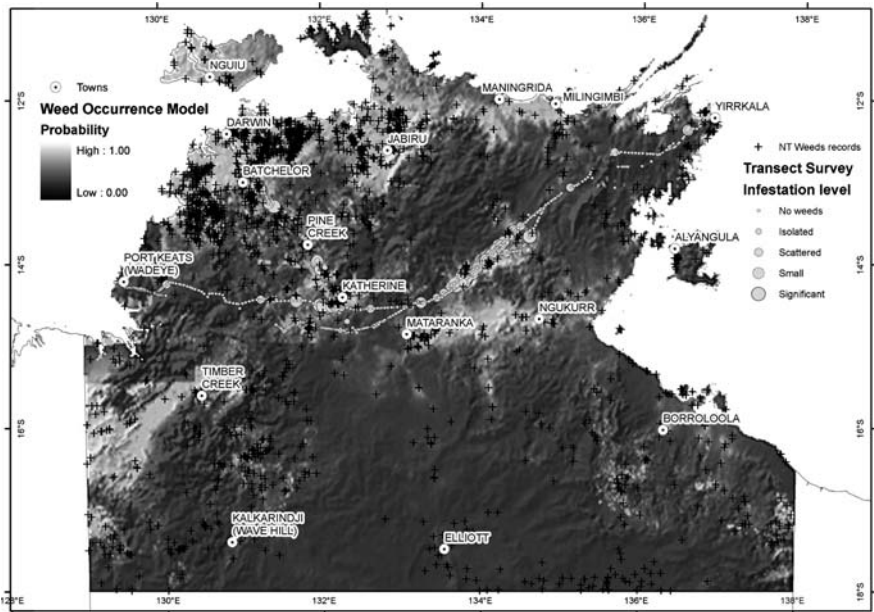 130°E
132°E
134°E
136°E
138°E
NGUIU
Towns
Weed Occurrence Model
Probability
High : 1.00
Low : 0.00
12°S
DARWIN
BATCHELOR
JABIRU
MANINGRIDA
MILINGIMBI
YIRRKALA
12°S
NT Weeds records
Transect Survey
Infestation level
No weeds
Isolated
Scattered
Small
Significant
PINE
CREEK
ALYANGULA
14°S
PORT KEATS
(WADEYE)
KATHERINE
14°S
MATARANKA
NGUKURR
TIMBER
CREEK
16°S
BORROLOOLA
16°S
KALKARINDJI
(WAVE HILL)
ELLIOTT
18°S
130°E
132°E
134°E
136°E
138°E